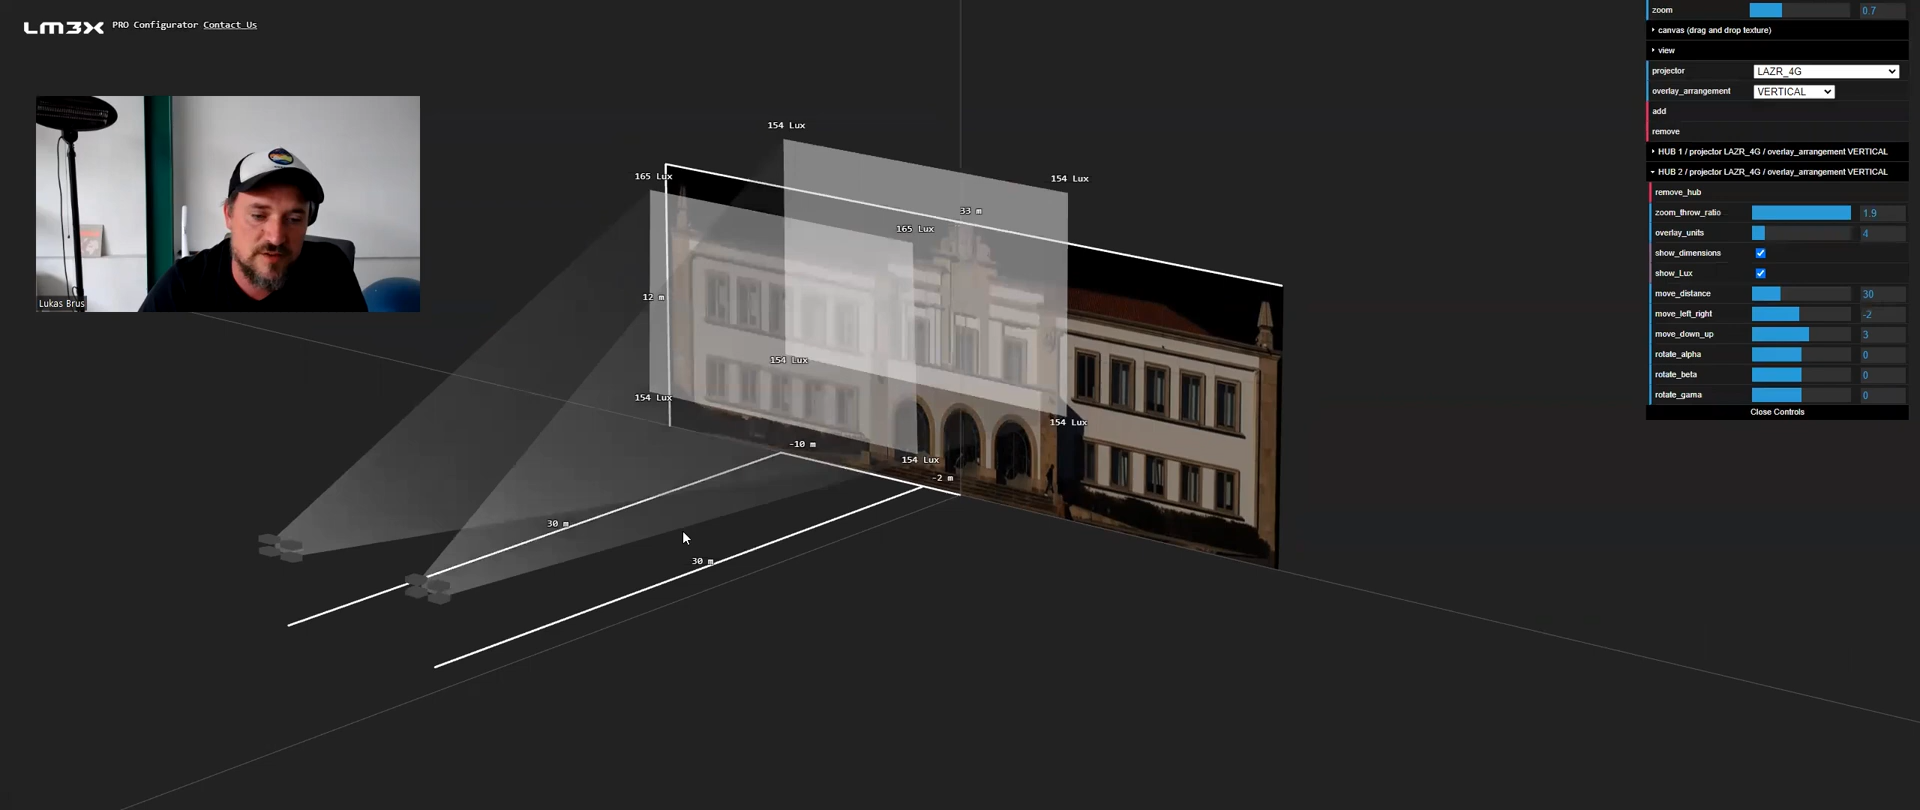 LM3X PRO Configurator Contact Us
Lukas Brus
154 Lux
165 Lux
154 Lux
33 m
165 Lux
12 m
154 Lux
154 Lux
154 Lux
-10 m
154 Lux
-2 m
30 m
30 m
zoom 0.7
canvas (drag and drop texture)
view
projector LAZR_4G
overlay_arrangement VERTICAL
add
remove
HUB 1 / projector LAZR_4G / overlay_arrangement VERTICAL
HUB 2 / projector LAZR_4G / overlay_arrangement VERTICAL
remove_hub
zoom_throw_ratio 1.9
overlay_units 4
show_dimensions
show_Lux
move_distance 30
move_left_right -2
move_down_up 3
rotate_alpha 0
rotate_beta 0
rotate_gama 0
Close Controls